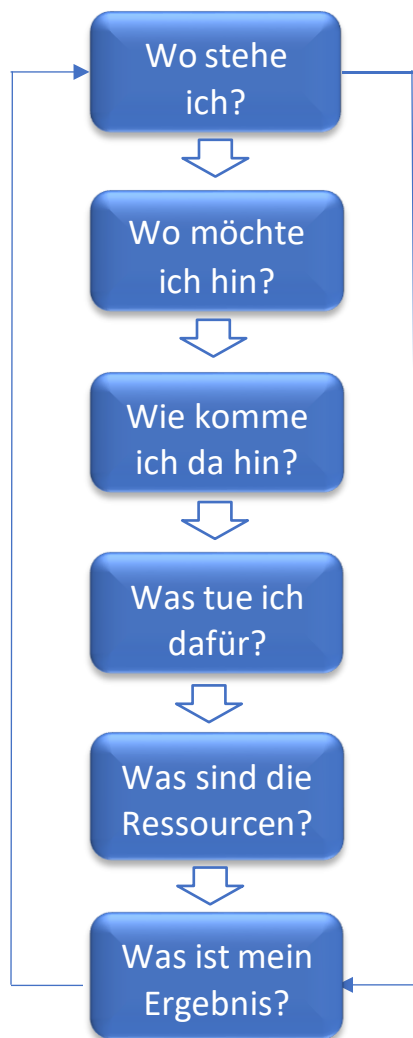 Wo stehe
ich?
Wo möchte
ich hin?
Wie komme
ich da hin?
Was tue ich
dafür?
Was sind die
Ressourcen?
Was ist mein
Ergebnis?